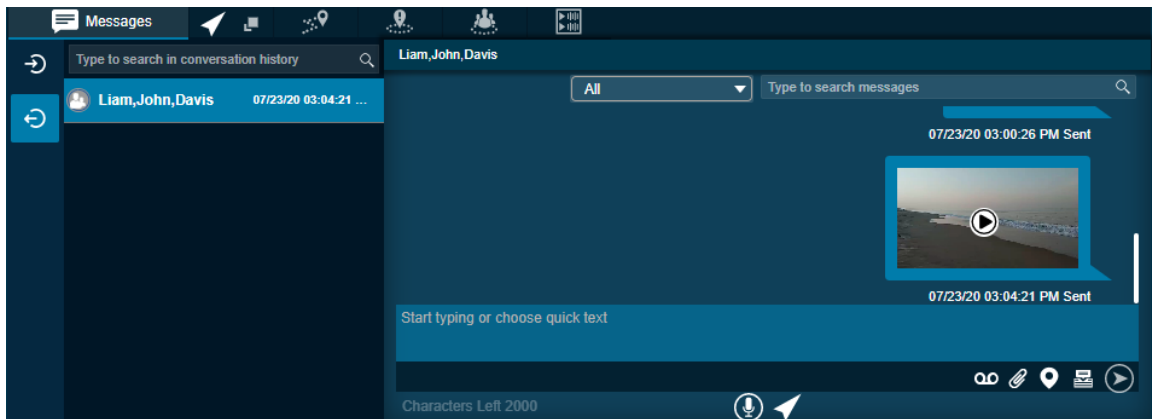 Messages
Type to search in conversation history
Liam,John,Davis 07/23/20 03:04:21 ...
Liam,John,Davis
All
Type to search messages
07/23/20 03:00:26 PM Sent
07/23/20 03:04:21 PM Sent
Start typing or choose quick text
Characters Left 2000